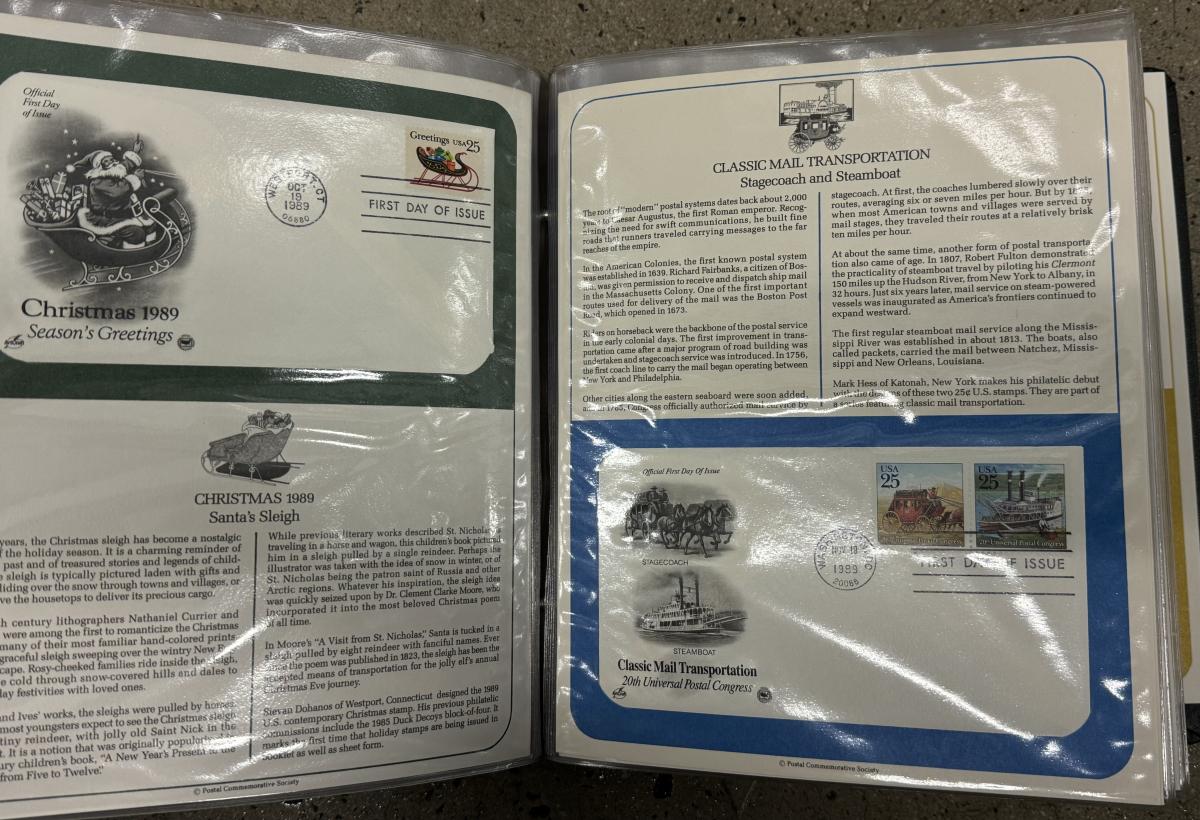 Official
First Day
of Issue
Greetings USA 25
WESTPORT, CT
OCT
19
1989
06880
FIRST DAY OF ISSUE
Christmas 1989
Season's Greetings
CHRISTMAS 1989
Santa's Sleigh
years, the Christmas sleigh has become a nostalgic
the holiday season. It is a charming reminder of
past and of treasured stories and legends of child-
sleigh is typically pictured laden with gifts and
liding over the snow through towns and villages, or
ve the housetops to deliver its precious cargo.
h century lithographers Nathaniel Currier and
were among the first to romanticize the Christmas
many of their most familiar hand-colored prints,
graceful sleigh sweeping over the wintry New
cape. Rosy-cheeked families ride inside the sleigh,
e cold through snow-covered hills and dales to
lay festivities with loved ones.
nd Ives' works, the sleighs were pulled by horses.
most youngsters expect to see the Christmas sleigh
tiny reindeer, with jolly old Saint Nick in the
t. It is a notion that was originally
ury children's book, "A New Year's Present to the
from Five to Twelve."
While previous literary works described St. Nicholas
traveling in a horse and wagon, this children's book pictured
him in a sleigh pulled by a single reindeer. Perhaps the
illustrator was taken with the idea of snow in winter, or of
St. Nicholas being the patron saint of Russia and other
Arctic regions. Whatever his inspiration, the sleigh idea
was quickly seized upon by Dr. Clement Clarke Moore, who
incorporated it into the most beloved Christmas poem
of all time.
In Moore's "A Visit from St. Nicholas," Santa is tucked in a
sleigh pulled by eight reindeer with fanciful names. Ever
since the poem was published in 1823, the sleigh has been the
accepted means of transportation for the jolly elf's annual
Christmas Eve journey.
Stevan Dohanos of Westport, Connecticut designed the 1989
U.S. contemporary Christmas stamp. His previous philatelic
commissions include the 1985 Duck Decoys block-of-four. It
marks the first time that holiday stamps are being issued in
booklet as well as sheet form.
© Postal Commemorative Society
CLASSIC MAIL TRANSPORTATION
Stagecoach and Steamboat
The root of "modern" postal systems dates back about 2,000
years to Caesar Augustus, the first Roman emperor. Recog-
nizing the need for swift communications, he built fine
roads that runners traveled carrying messages to the far
reaches of the empire.
In the American Colonies, the first known postal system
was established in 1639. Richard Fairbanks, a citizen of Bos-
ton, was given permission to receive and dispatch ship mail
in the Massachusetts Colony. One of the first important
routes used for delivery of the mail was the Boston Post
Road, which opened in 1673.
Riders on horseback were the backbone of the postal service
in the early colonial days. The first improvement in trans-
portation came after a major program of road building was
undertaken and stagecoach service was introduced. In 1756,
the first coach line to carry the mail began operating between
New York and Philadelphia.
Other cities along the eastern seaboard were soon added,
and in 1785, Congress officially authorized mail service by
stagecoach. At first, the coaches lumbered slowly over their
routes, averaging six or seven miles per hour. But by
when most American towns and villages were served by
mail stages, they traveled their routes at a relatively brisk
ten miles per hour.
At about the same time, another form of postal transporta-
tion also came of age. In 1807, Robert Fulton demonstrated
the practicality of steamboat travel by piloting his Clermont
150 miles up the Hudson River, from New York to Albany, in
32 hours. Just six years later, mail service on steam-powered
vessels was inaugurated as America's frontiers continued to
expand westward.
The first regular steamboat mail service along the Missis-
sippi River was established in about 1813. The boats, also
called packets, carried the mail between Natchez, Missis-
sippi and New Orleans, Louisiana.
Mark Hess of Katonah, New York makes his philatelic debut
with the designs of these two 25¢ U.S. stamps. They are part of
a series featuring classic mail transportation.
Official First Day Of Issue
STAGECOACH
STEAMBOAT
Classic Mail Transportation
20th Universal Postal Congress
USA
25
USA
25
20th Universal Postal Congress
NOV 19
1989
20066
FIRST DAY OF ISSUE
© Postal Commemorative Society